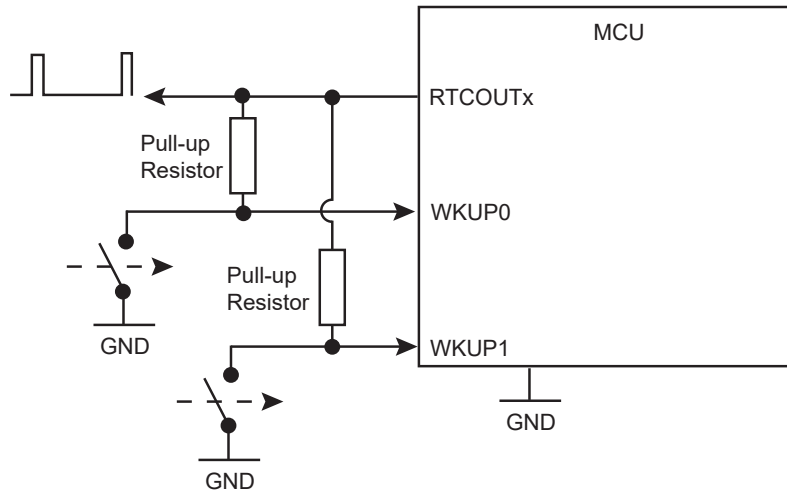 MCU
RTCOUTx
Pull-up
Resistor
WKUP0
Pull-up
Resistor
GND
WKUP1
GND
GND